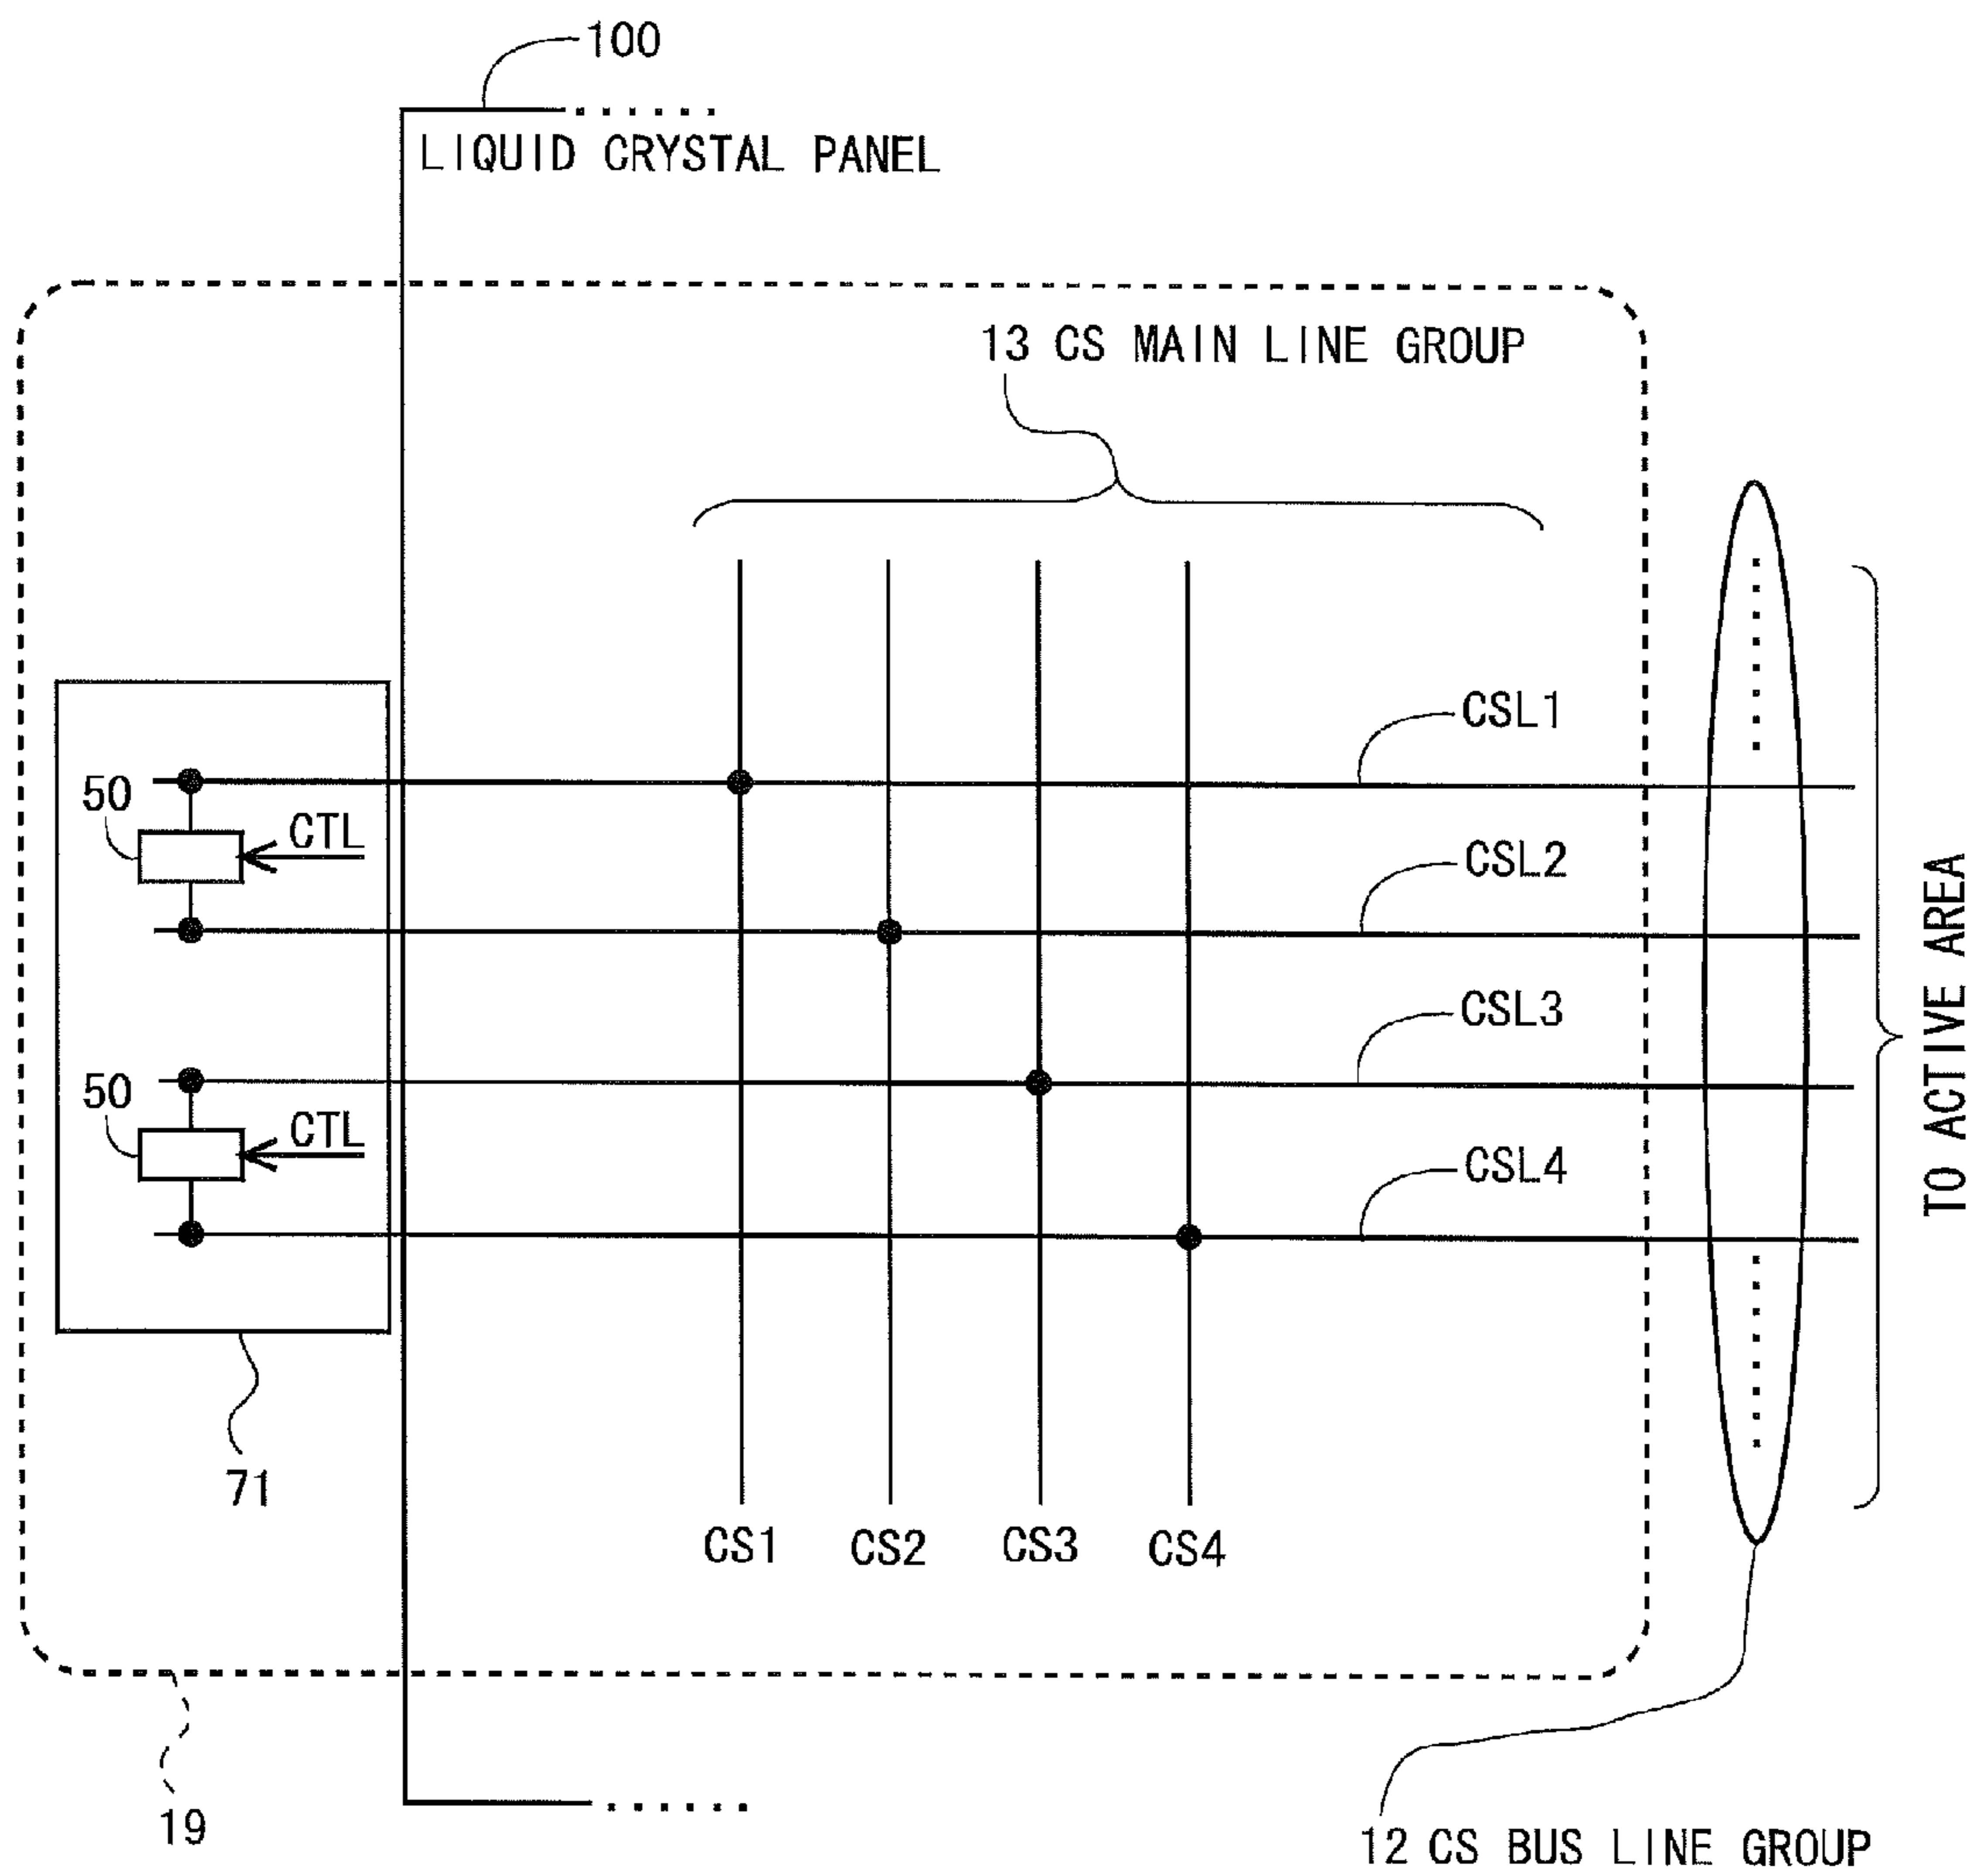 100
LIQUID CRYSTAL PANEL
13 CS MAIN LINE GROUP
CSL1
50
CTL
CSL2
CSL3
50
CTL
CSL4
TO ACTIVE AREA
71
CS1 CS2 CS3 CS4
19
12 CS BUS LINE GROUP